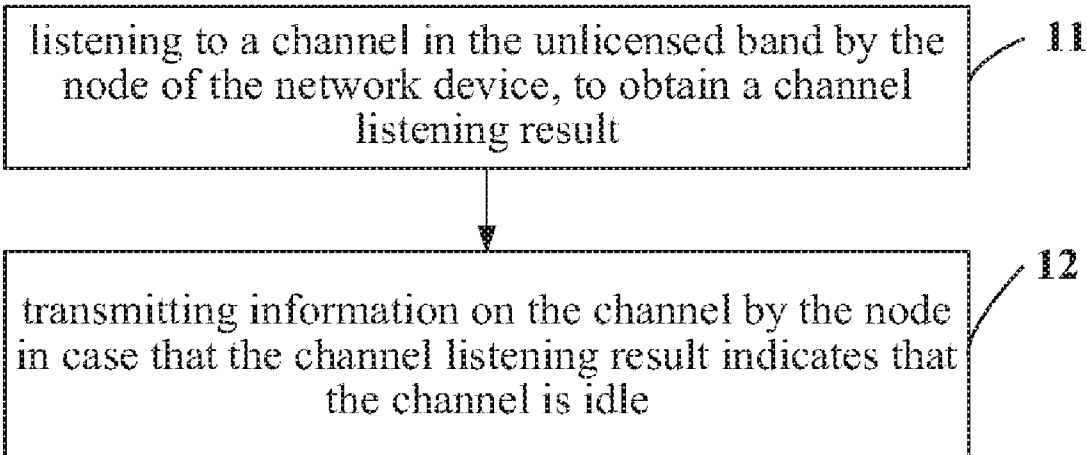 listening to a channel in the unlicensed band by the
node of the network device, to obtain a channel
listening result
11
transmitting information on the channel by the node
in case that the channel listening result indicates that
the channel is idle
12